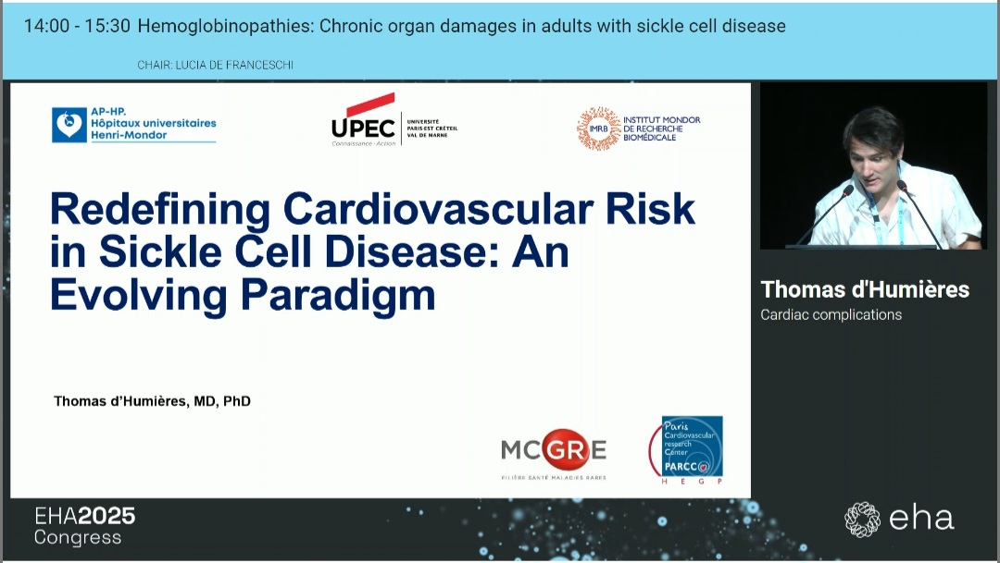 14:00 - 15:30 Hemoglobinopathies: Chronic organ damages in adults with sickle cell disease
CHAIR: LUCIA DE FRANCESCHI
AP-HP.
Hôpitaux universitaires
Henri-Mondor
UPEC
Connaissance - Action
UNIVERSITÉ
PARIS-EST CRÉTEIL
VAL DE MARNE
IMRB
INSTITUT MONDOR
DE RECHERCHE
BIOMÉDICALE
Redefining Cardiovascular Risk
in Sickle Cell Disease: An
Evolving Paradigm
Thomas d'Humières, MD, PhD
MCGRE
FILIÈRE SANTÉ MALADIES RARES
Paris
Cardiovascular
research
Center
PARCC
H E G P
Thomas d'Humières
Cardiac complications
EHA2025
Congress
eha